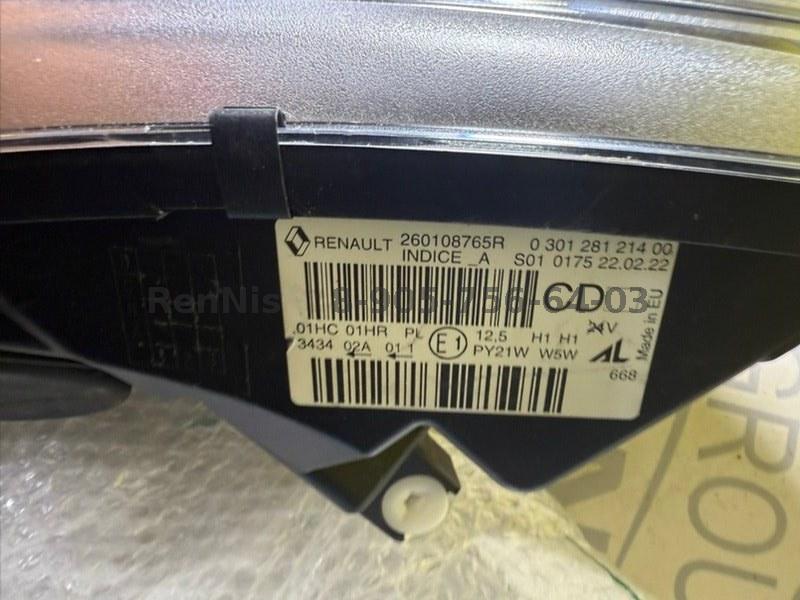 RENAULT 260108765R 0 301 281 214 00
INDICE _A S01 0175 22.02.22
CD
Made in EU
RenNis 8-905-756-64-03
01HC 01HR PL E1 12,5 H1 H1 V
3434 02A 01 1 PY21W W5W AL
668
GROU